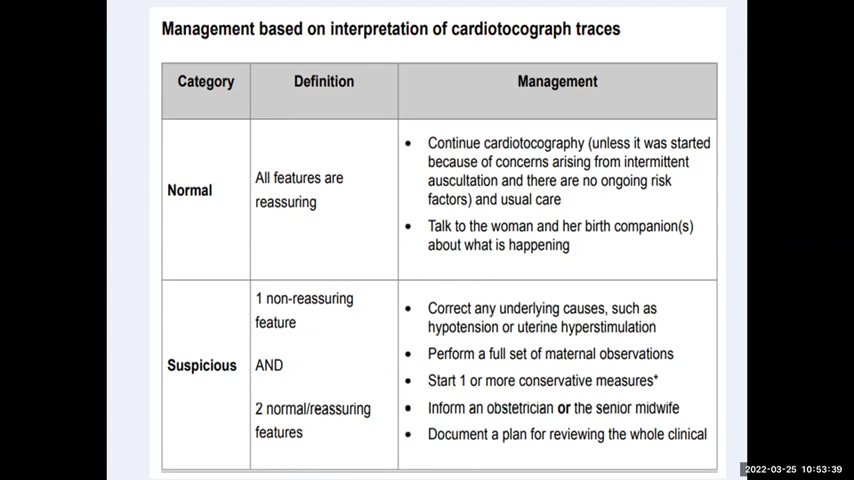 Management based on interpretation of cardiotocograph traces
Category
Definition
Management
Normal
All features are
reassuring
• Continue cardiotocography (unless it was started
because of concerns arising from intermittent
auscultation and there are no ongoing risk
factors) and usual care
• Talk to the woman and her birth companion(s)
about what is happening
Suspicious
1 non-reassuring
feature
AND
2 normal/reassuring
features
• Correct any underlying causes, such as
hypotension or uterine hyperstimulation
• Perform a full set of maternal observations
• Start 1 or more conservative measures*
• Inform an obstetrician or the senior midwife
• Document a plan for reviewing the whole clinical
2022-03-25 10:53:39